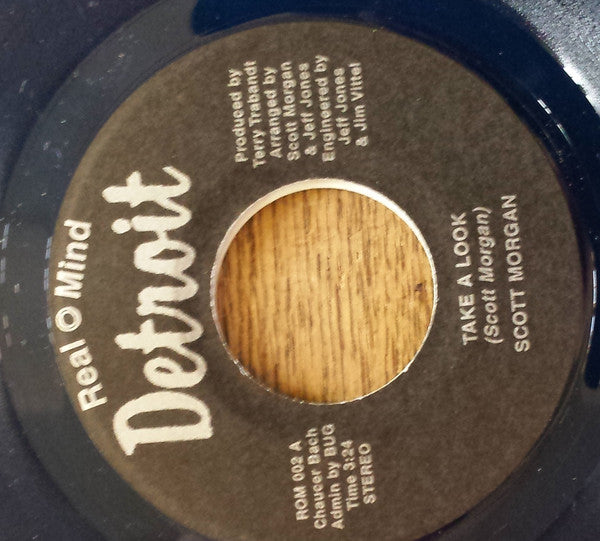 Real O Mind
Detroit
ROM 002 A
Chaucer Bach
Admin by BUG
Time 3:24
STEREO
Produced by
Terry Trabandt
Arranged by
Scott Morgan
& Jeff Jones
Engineered by
Jeff Jones
& Jim Vittel
TAKE A LOOK
(Scott Morgan)
SCOTT MORGAN